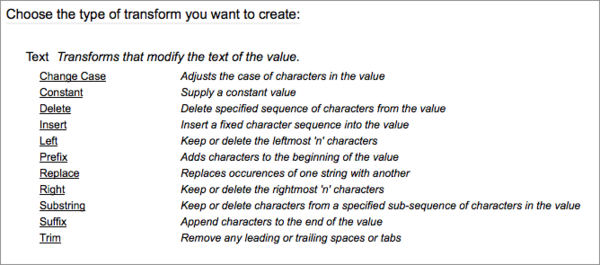 Choose the type of transform you want to create:
Text Transforms that modify the text of the value.
Change Case Adjusts the case of characters in the value
Constant Supply a constant value
Delete Delete specified sequence of characters from the value
Insert Insert a fixed character sequence into the value
Left Keep or delete the leftmost 'n' characters
Prefix Adds characters to the beginning of the value
Replace Replaces occurences of one string with another
Right Keep or delete the rightmost 'n' characters
Substring Keep or delete characters from a specified sub-sequence of characters in the value
Suffix Append characters to the end of the value
Trim Remove any leading or trailing spaces or tabs